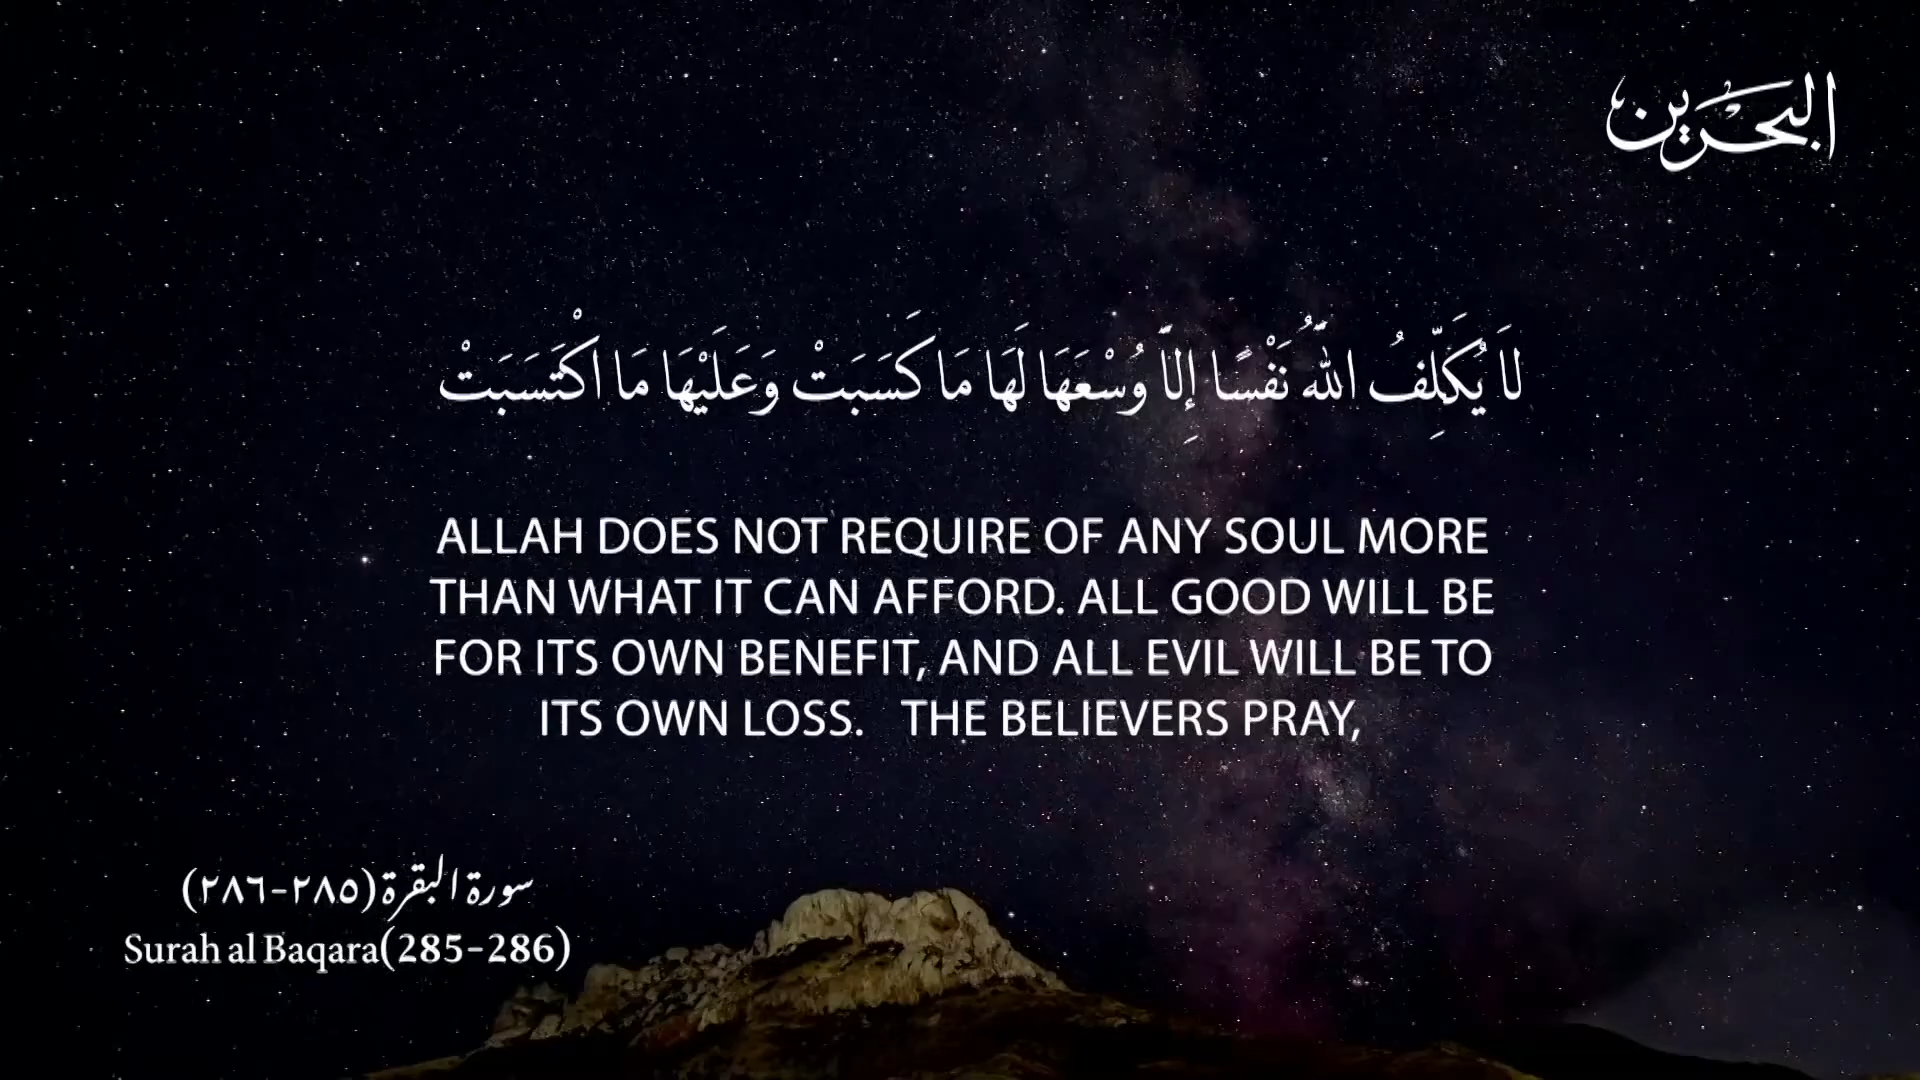 البحرين
لَا يُكَلِّفُ اللَّهُ نَفْسًا إِلَّا وُسْعَهَا لَهَا مَا كَسَبَتْ وَعَلَيْهَا مَا اكْتَسَبَتْ
ALLAH DOES NOT REQUIRE OF ANY SOUL MORE
THAN WHAT IT CAN AFFORD. ALL GOOD WILL BE
FOR ITS OWN BENEFIT, AND ALL EVIL WILL BE TO
ITS OWN LOSS. THE BELIEVERS PRAY,
سورة البقرة (٢٨٥-٢٨٦)
Surah al Baqara(285-286)